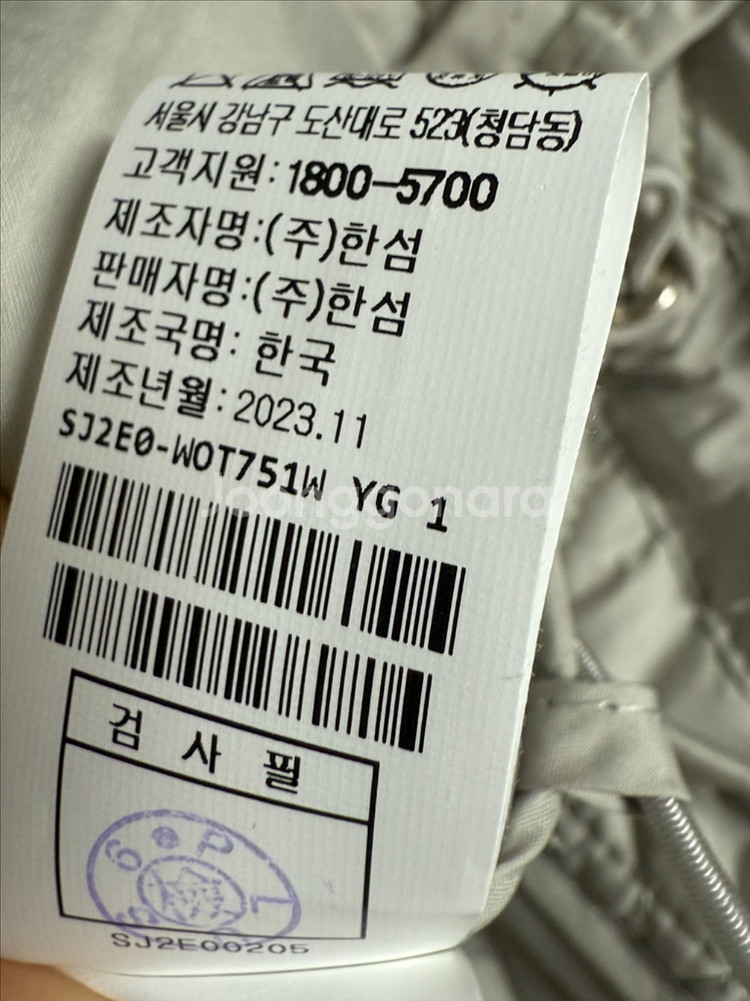 서울시 강남구 도산대로 523(청담동)
고객지원: 1800-5700
제조자명:(주)한섬
판매자명:(주)한섬
제조국명: 한국
제조년월: 2023.11
SJ2E0-WOT751W YG 1
Joonggonara
검 사 필
6 P L
SJ2E00205